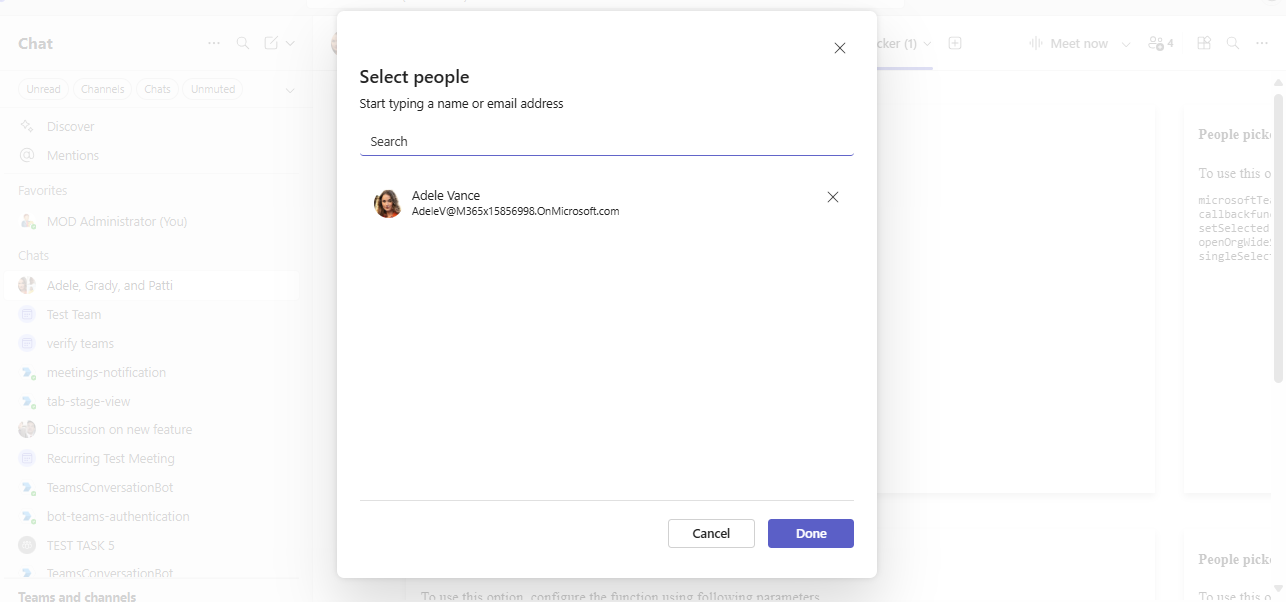 Chat
Unread
Channels
Chats
Unmuted
Discover
Mentions
Favorites
MOD Administrator (You)
Chats
Adele, Grady, and Patti
Test Team
verify teams
meetings-notification
tab-stage-view
Discussion on new feature
Recurring Test Meeting
TeamsConversationBot
bot-teams-authentication
TEST TASK 5
TeamsConversationBot
Teams and channels
Select people
Start typing a name or email address
Search
Adele Vance
AdeleV@M365x15856998.OnMicrosoft.com
Cancel
Done
cker (1)
Meet now
4
People pick
To use this o
microsoftTea
callbackfunc
setSelected
openOrgWide
singleSelect
People pick
To use this o
To use this option, configure the function using following parameters